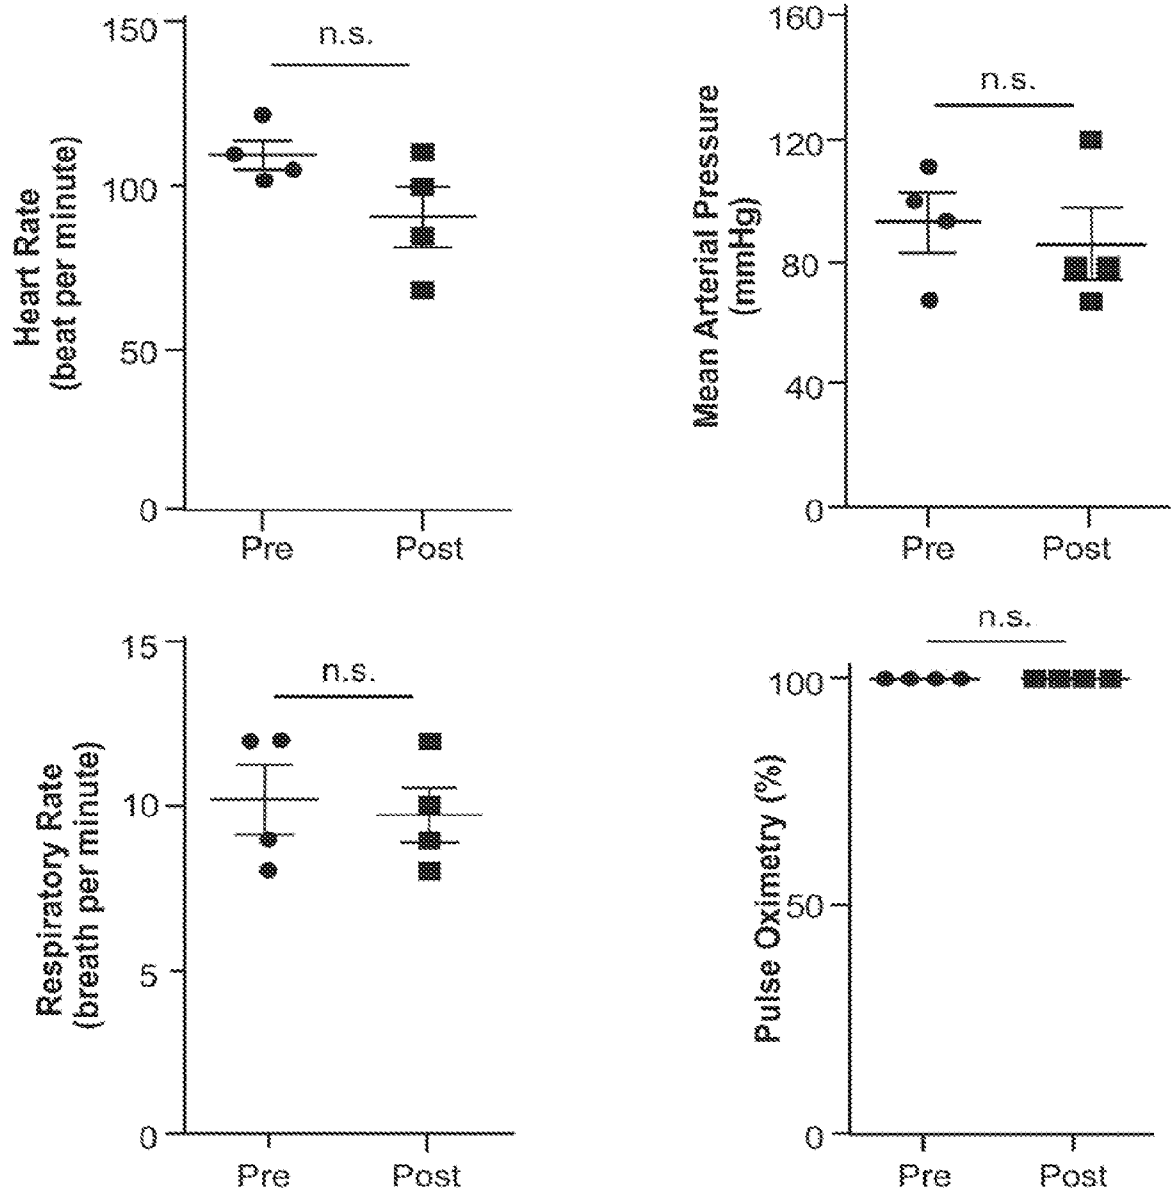 Heart Rate
(beat per minute)
150
100
50
0
n.s.
Pre
Post
Mean Arterial Pressure
(mmHg)
160
120
80
40
0
n.s.
Pre
Post
Respiratory Rate
(breath per minute)
15
10
5
0
n.s.
Pre
Post
Pulse Oximetry (%)
100
50
0
n.s.
Pre
Post